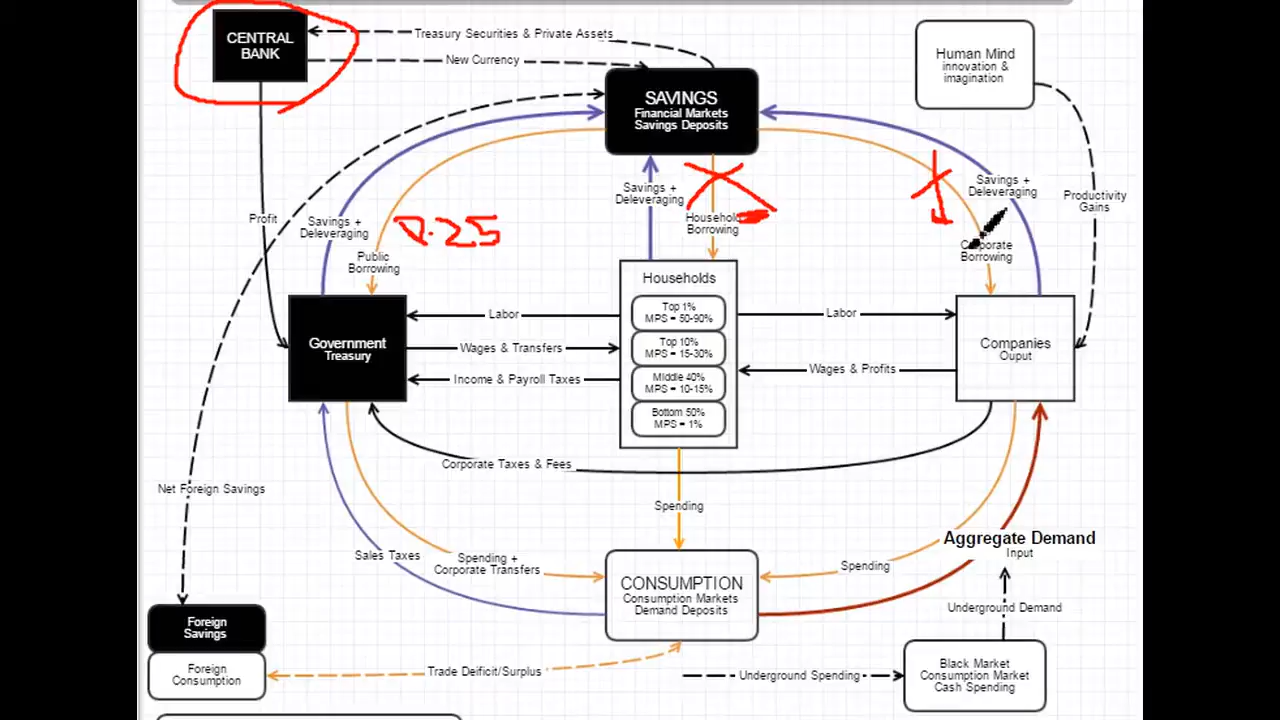 CENTRAL
BANK
Treasury Securities & Private Assets
New Currency
SAVINGS
Financial Markets
Savings Deposits
Human Mind
innovation &
imagination
Savings +
Deleveraging
Savings +
Deleveraging
Productivity
Gains
Profit
Savings +
Deleveraging
0.25
Household
Borrowing
Public
Borrowing
Corporate
Borrowing
Households
Top 1%
MPS = 50-90%
Top 10%
MPS = 15-30%
Middle 40%
MPS = 10-15%
Bottom 50%
MPS = 1%
Government
Treasury
Labor
Wages & Transfers
Income & Payroll Taxes
Labor
Wages & Profits
Companies
Ouput
Corporate Taxes & Fees
Net Foreign Savings
Spending
Sales Taxes
Spending +
Corporate Transfers
Spending
Aggregate Demand
Input
CONSUMPTION
Consumption Markets
Demand Deposits
Underground Demand
Foreign
Savings
Foreign
Consumption
Trade Deificit/Surplus
Underground Spending
Black Market
Consumption Market
Cash Spending